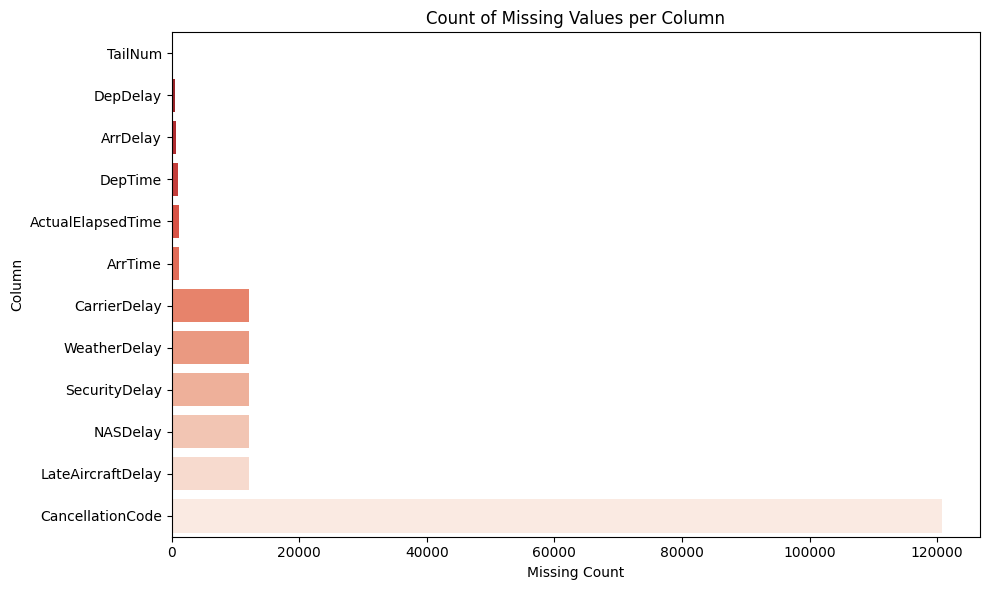 Count of Missing Values per Column
Column
TailNum
DepDelay
ArrDelay
DepTime
ActualElapsedTime
ArrTime
CarrierDelay
WeatherDelay
SecurityDelay
NASDelay
LateAircraftDelay
CancellationCode
0 20000 40000 60000 80000 100000 120000
Missing Count